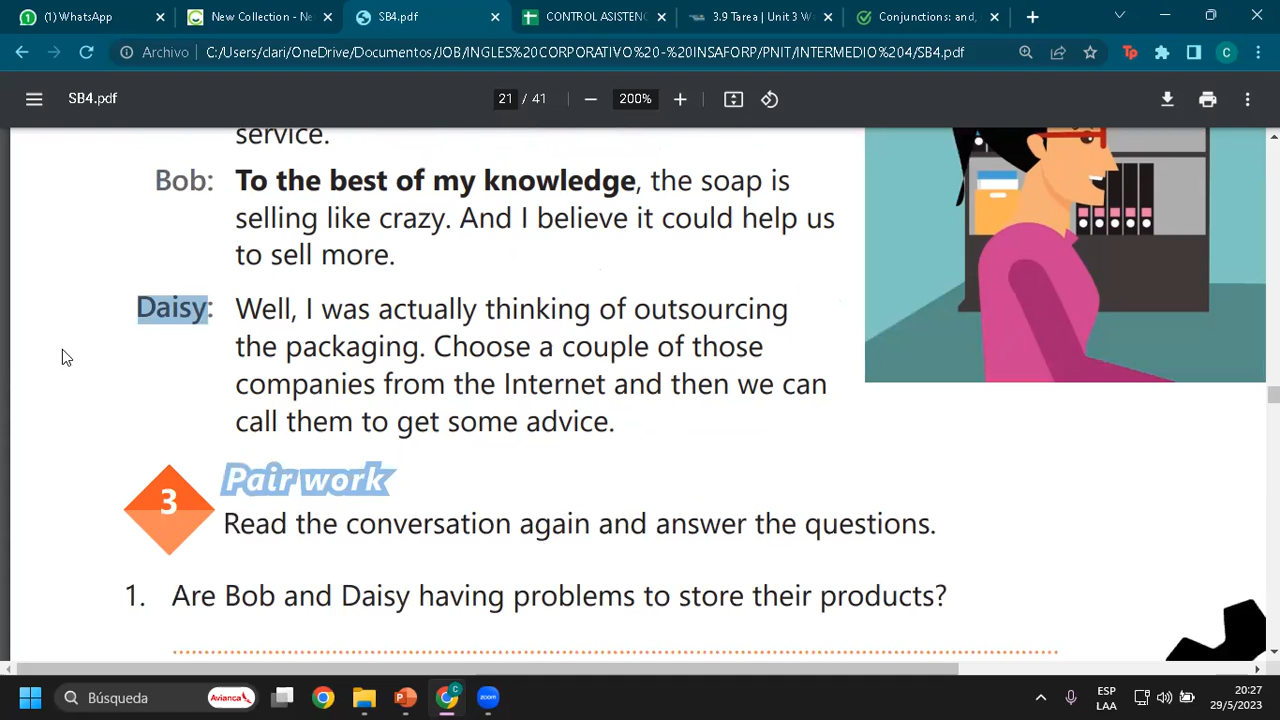 (1) WhatsApp
New Collection - Ne
SB4.pdf
CONTROL ASISTENC
3.9 Tarea | Unit 3 W
Conjunctions: and,
Archivo
C:/Users/clari/OneDrive/Documentos/JOB/INGLES%20CORPORATIVO%20-%20INSAFORP/PNIT/INTERMEDIO%204/SB4.pdf
C
SB4.pdf
21 / 41
200%
service.
Bob: To the best of my knowledge, the soap is
selling like crazy. And I believe it could help us
to sell more.
Daisy: Well, I was actually thinking of outsourcing
the packaging. Choose a couple of those
companies from the Internet and then we can
call them to get some advice.
3
Pair work
Read the conversation again and answer the questions.
1. Are Bob and Daisy having problems to store their products?
Búsqueda
Avianca
zoom
ESP
LAA
20:27
29/5/2023